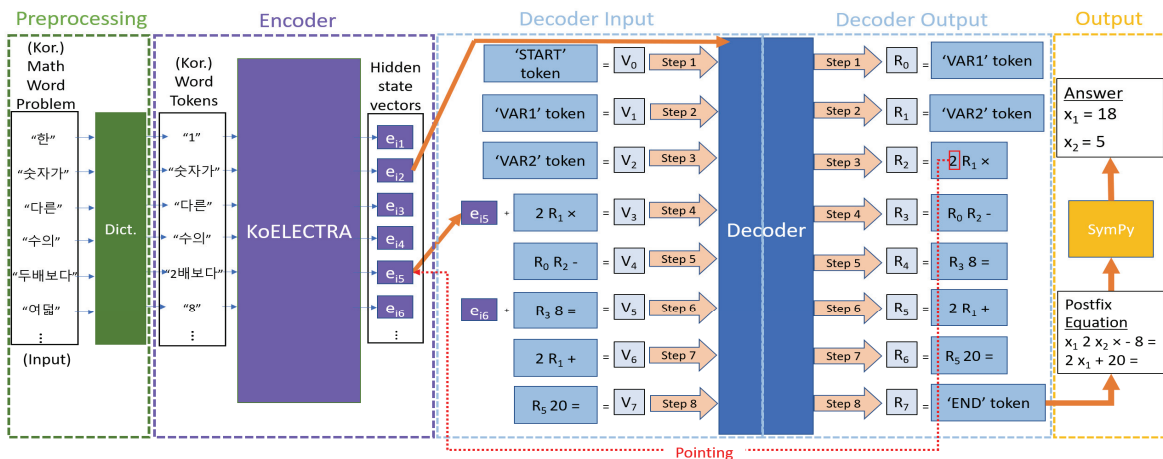 Preprocessing
Encoder
Decoder Input
Decoder Output
Output
(Kor.)
Math
Word
Problem
“한”
“숫자가”
“다른”
“수의”
“두배보다”
“여덟”
⋮
(Input)
Dict.
(Kor.)
Word
Tokens
“1”
“숫자가”
“다른”
“수의”
“2배보다”
“8”
⋮
KoELECTRA
Hidden
state
vectors
ei1
ei2
ei3
ei4
ei5
ei6
⋮
‘START’
token
= V0 Step 1
‘VAR1’ token = V1 Step 2
‘VAR2’ token = V2 Step 3
ei5 + 2 R1 × = V3 Step 4
R0 R2 - = V4 Step 5
ei6 + R3 8 = = V5 Step 6
2 R1 + = V6 Step 7
R5 20 = = V7 Step 8
Decoder
Step 1 R0 = ‘VAR1’ token
Step 2 R1 = ‘VAR2’ token
Step 3 R2 = 2 R1 ×
Step 4 R3 = R0 R2 -
Step 5 R4 = R3 8 =
Step 6 R5 = 2 R1 +
Step 7 R6 = R5 20 =
Step 8 R7 = ‘END’ token
Pointing
Answer
x1 = 18
x2 = 5
SymPy
Postfix
Equation
x1 2 x2 × - 8 =
2 x1 + 20 =